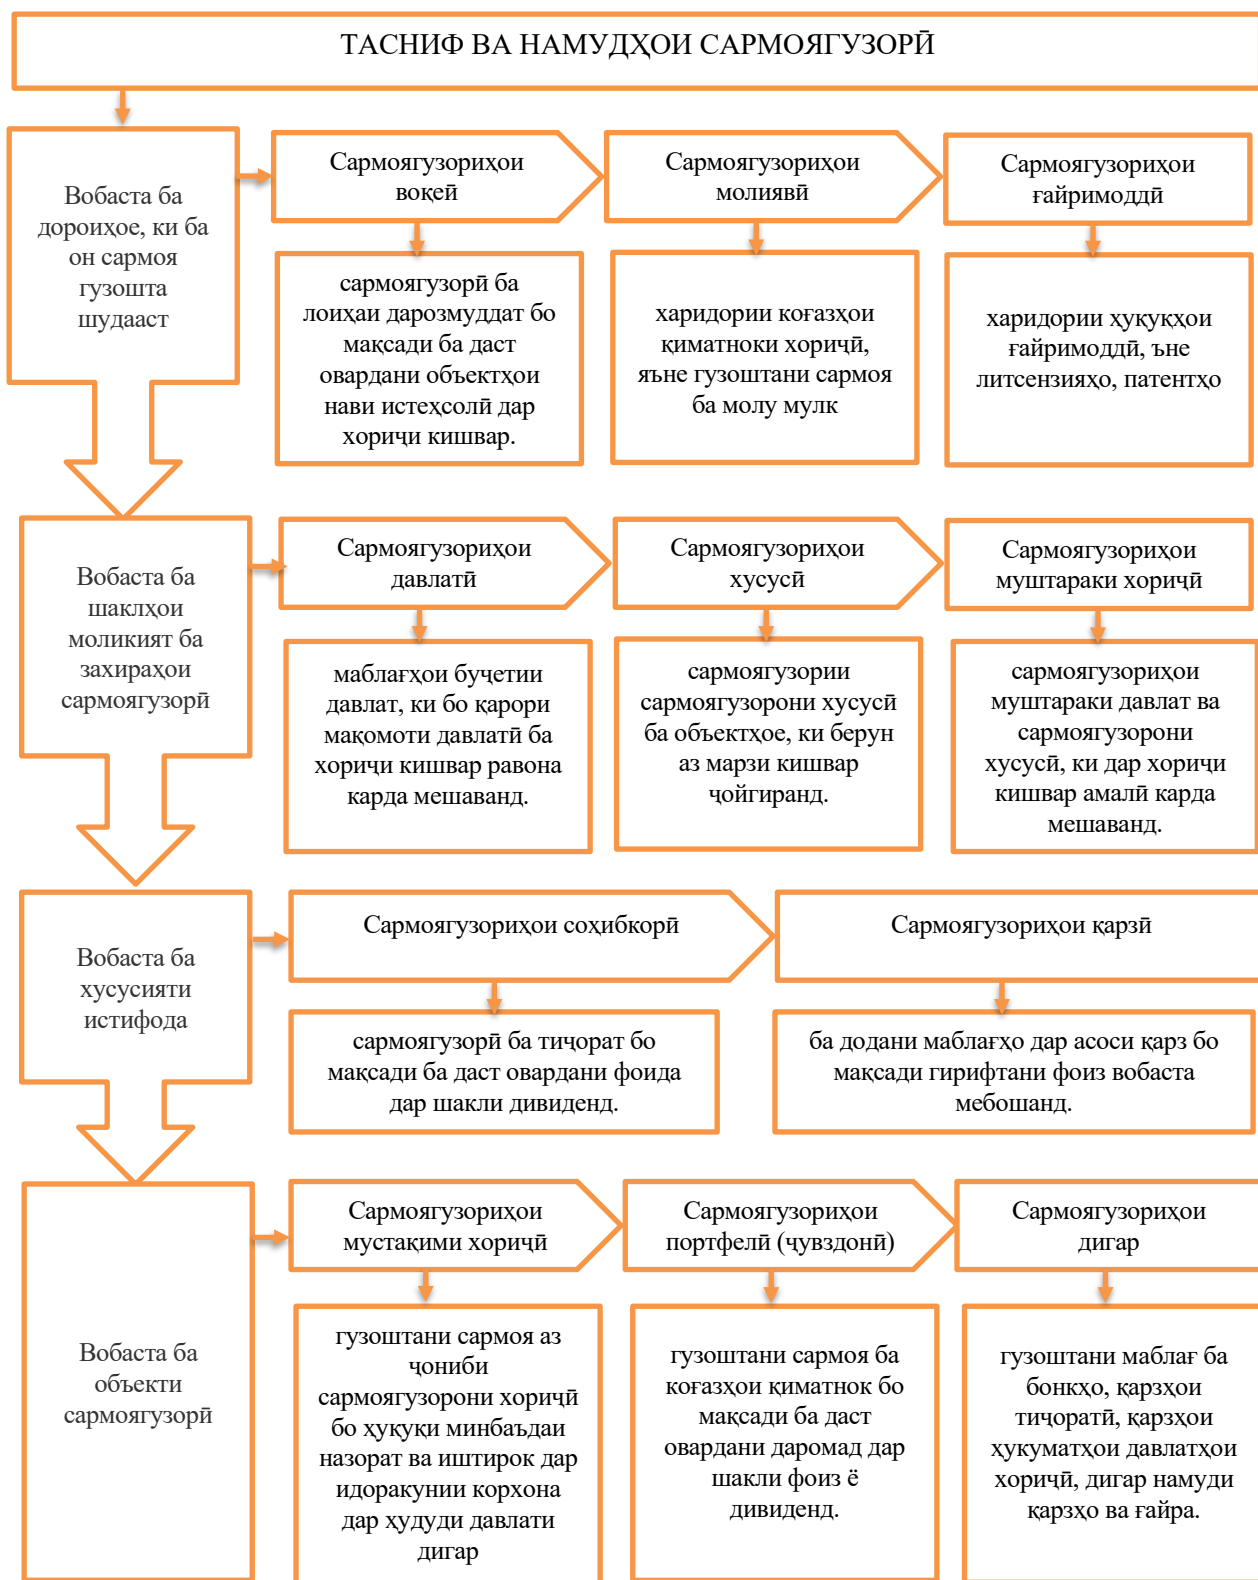 ТАСНИФ ВА НАМУДҲОИ САРМОЯГУЗОРӢ
Вобаста ба
дороиҳое, ки ба
он сармоя
гузошта
шудааст
Сармоягузориҳои
воқеӣ
Сармоягузориҳои
молиявӣ
Сармоягузориҳои
ғайримоддӣ
сармоягузорӣ ба
лоиҳаи дарозмуддат бо
мақсади ба даст
овардани объектҳои
нави истеҳсолӣ дар
хориҷи кишвар.
харидории коғазҳои
қиматноки хориҷӣ,
яъне гузоштани сармоя
ба молу мулк
харидории ҳуқуқҳои
ғайримоддӣ, ъне
литсензияҳо, патентҳо
Вобаста ба
шаклҳои
моликият ба
захираҳои
сармоягузорӣ
Сармоягузориҳои
давлатӣ
Сармоягузориҳои
хусусӣ
Сармоягузориҳои
муштараки хориҷӣ
маблағҳои буҷетии
давлат, ки бо қарори
мақомоти давлатӣ ба
хориҷи кишвар равона
карда мешаванд.
сармоягузории
сармоягузорони хусусӣ
ба объектҳое, ки берун
аз марзи кишвар
ҷойгиранд.
сармоягузориҳои
муштараки давлат ва
сармоягузорони
хусусӣ, ки дар хориҷи
кишвар амалӣ карда
мешаванд.
Вобаста ба
хусусияти
истифода
Сармоягузориҳои соҳибкорӣ
Сармоягузориҳои қарзӣ
сармоягузорӣ ба тиҷорат бо
мақсади ба даст овардани фоида
дар шакли дивиденд.
ба додани маблағҳо дар асоси қарз бо
мақсади гирифтани фоиз вобаста
мебошанд.
Вобаста ба
объекти
сармоягузорӣ
Сармоягузориҳои
мустақими хориҷӣ
Сармоягузориҳои
портфелӣ (ҷувздонӣ)
Сармоягузориҳои
дигар
гузоштани сармоя аз
ҷониби
сармоягузорони хориҷӣ
бо ҳуқуқи минбаъдаи
назорат ва иштирок дар
идоракунии корхона
дар ҳудуди давлати
дигар
гузоштани сармоя ба
коғазҳои қиматнок бо
мақсади ба даст
овардани даромад дар
шакли фоиз ё
дивиденд.
гузоштани маблағ ба
бонкҳо, қарзҳои
тиҷоратӣ, қарзҳои
ҳукуматҳои давлатҳои
хориҷӣ, дигар намуди
қарзҳо ва ғайра.